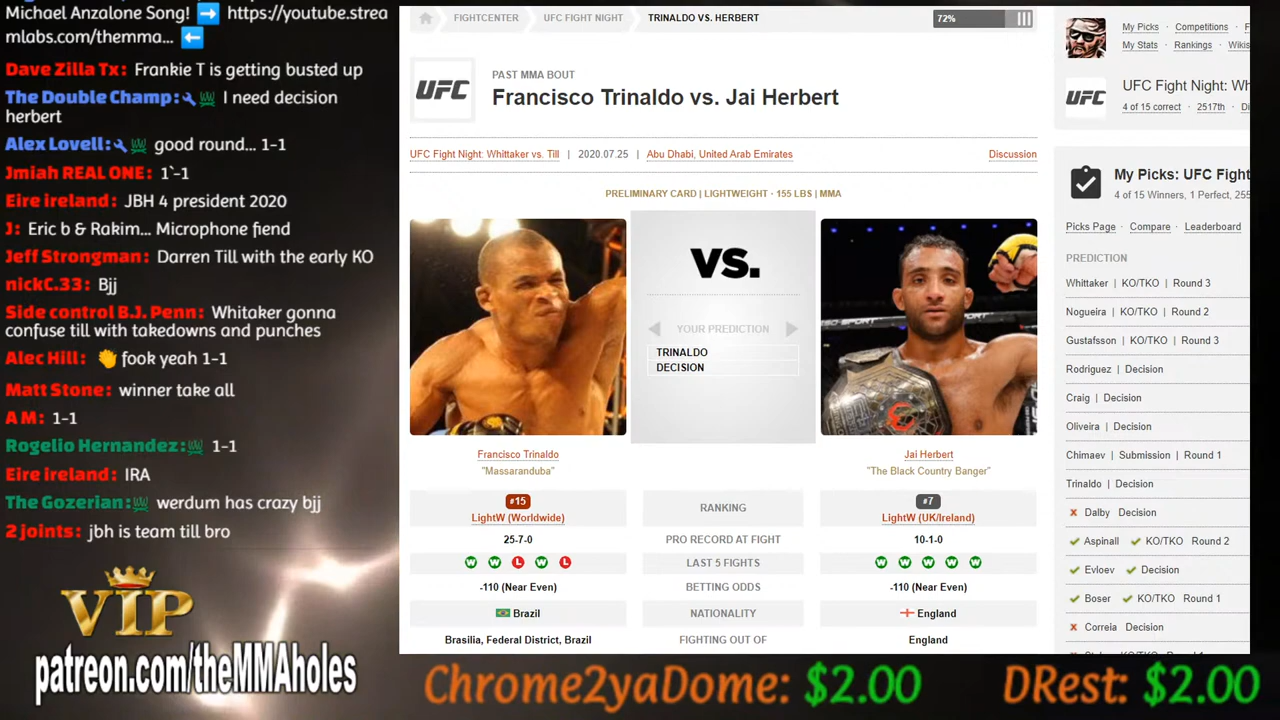 Michael Anzalone Song! ➡ https://youtube.strea
mlabs.com/themma... ⬅
Dave Zilla Tx: Frankie T is getting busted up
The Double Champ: I need decision
herbert
Alex Lovell: good round... 1-1
Jmiah REAL ONE: 1`-1
Eire ireland: JBH 4 president 2020
J: Eric b & Rakim... Microphone fiend
Jeff Strongman: Darren Till with the early KO
nickC.33: Bjj
Side control B.J. Penn: Whitaker gonna
confuse till with takedowns and punches
Alec Hill: 👏 fook yeah 1-1
Matt Stone: winner take all
A M: 1-1
Rogelio Hernandez: 1-1
Eire ireland: IRA
The Gozerian: werdum has crazy bjj
2 joints: jbh is team till bro
VIP
patreon.com/theMMAholes
FIGHTCENTER UFC FIGHT NIGHT TRINALDO VS. HERBERT 72%
UFC
PAST MMA BOUT
Francisco Trinaldo vs. Jai Herbert
UFC Fight Night: Whittaker vs. Till | 2020.07.25 | Abu Dhabi, United Arab Emirates Discussion
PRELIMINARY CARD | LIGHTWEIGHT · 155 LBS | MMA
VS.
YOUR PREDICTION
TRINALDO
DECISION
Francisco Trinaldo Jai Herbert
"Massaranduba" "The Black Country Banger"
#15 RANKING #7
LightW (Worldwide) LightW (UK/Ireland)
25-7-0 PRO RECORD AT FIGHT 10-1-0
W W L W L LAST 5 FIGHTS W W W W W
-110 (Near Even) BETTING ODDS -110 (Near Even)
Brazil NATIONALITY England
Brasilia, Federal District, Brazil FIGHTING OUT OF England
My Picks · Competitions · F
My Stats · Rankings · Wikis
UFC
UFC Fight Night: Wh
4 of 15 correct · 2517th · Di
My Picks: UFC Fight
4 of 15 Winners, 1 Perfect, 255
Picks Page · Compare · Leaderboard
PREDICTION
Whittaker | KO/TKO | Round 3
Nogueira | KO/TKO | Round 2
Gustafsson | KO/TKO | Round 3
Rodriguez | Decision
Craig | Decision
Oliveira | Decision
Chimaev | Submission | Round 1
Trinaldo | Decision
Dalby Decision
Aspinall KO/TKO Round 2
Evloev Decision
Boser KO/TKO Round 1
Correia Decision
Chrome2yaDome: $2.00 DRest: $2.00